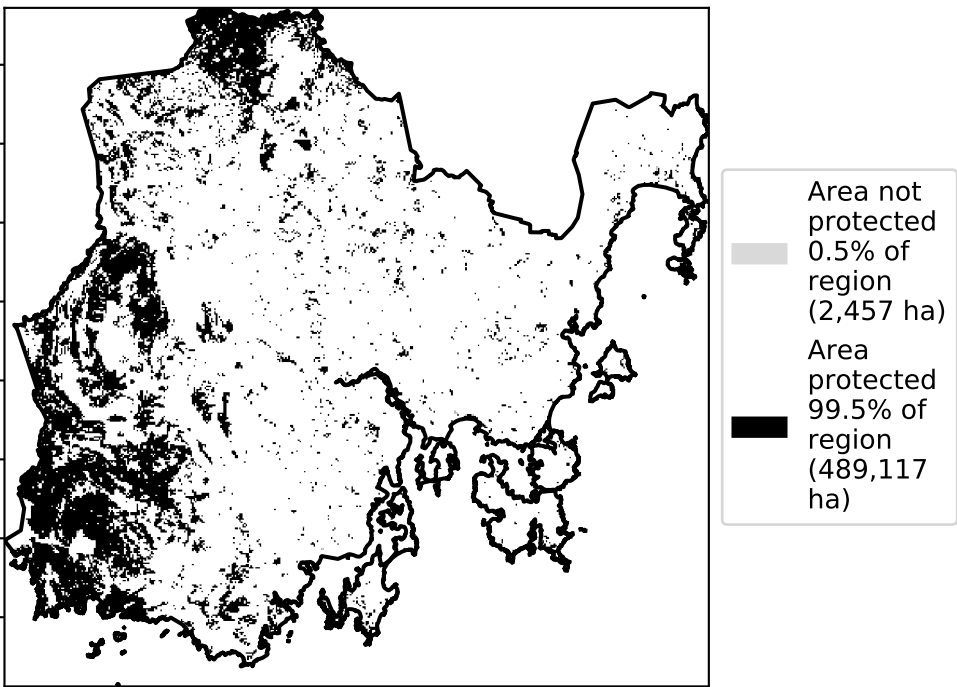 Area not
protected
0.5% of
region
(2,457 ha)
Area
protected
99.5% of
region
(489,117
ha)